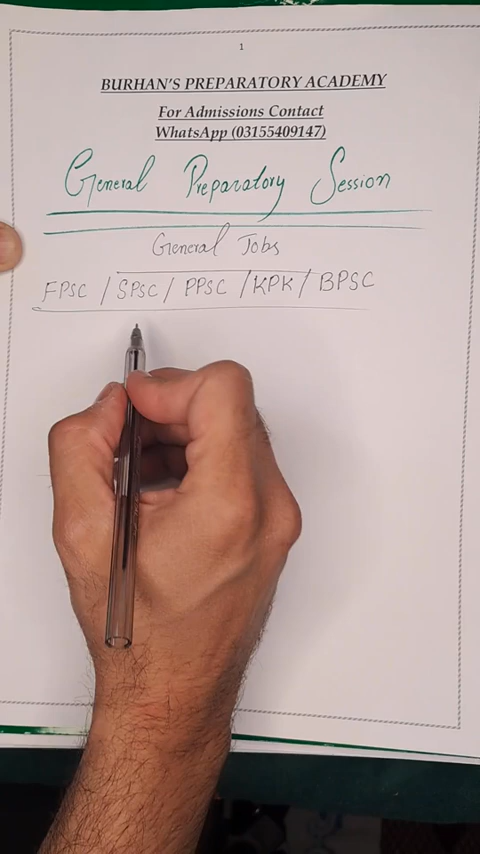 1
BURHAN'S PREPARATORY ACADEMY
For Admissions Contact
WhatsApp (03155409147)
General Preparatory Session
General Jobs
FPSC / SPSC / PPSC / KPK / BPSC